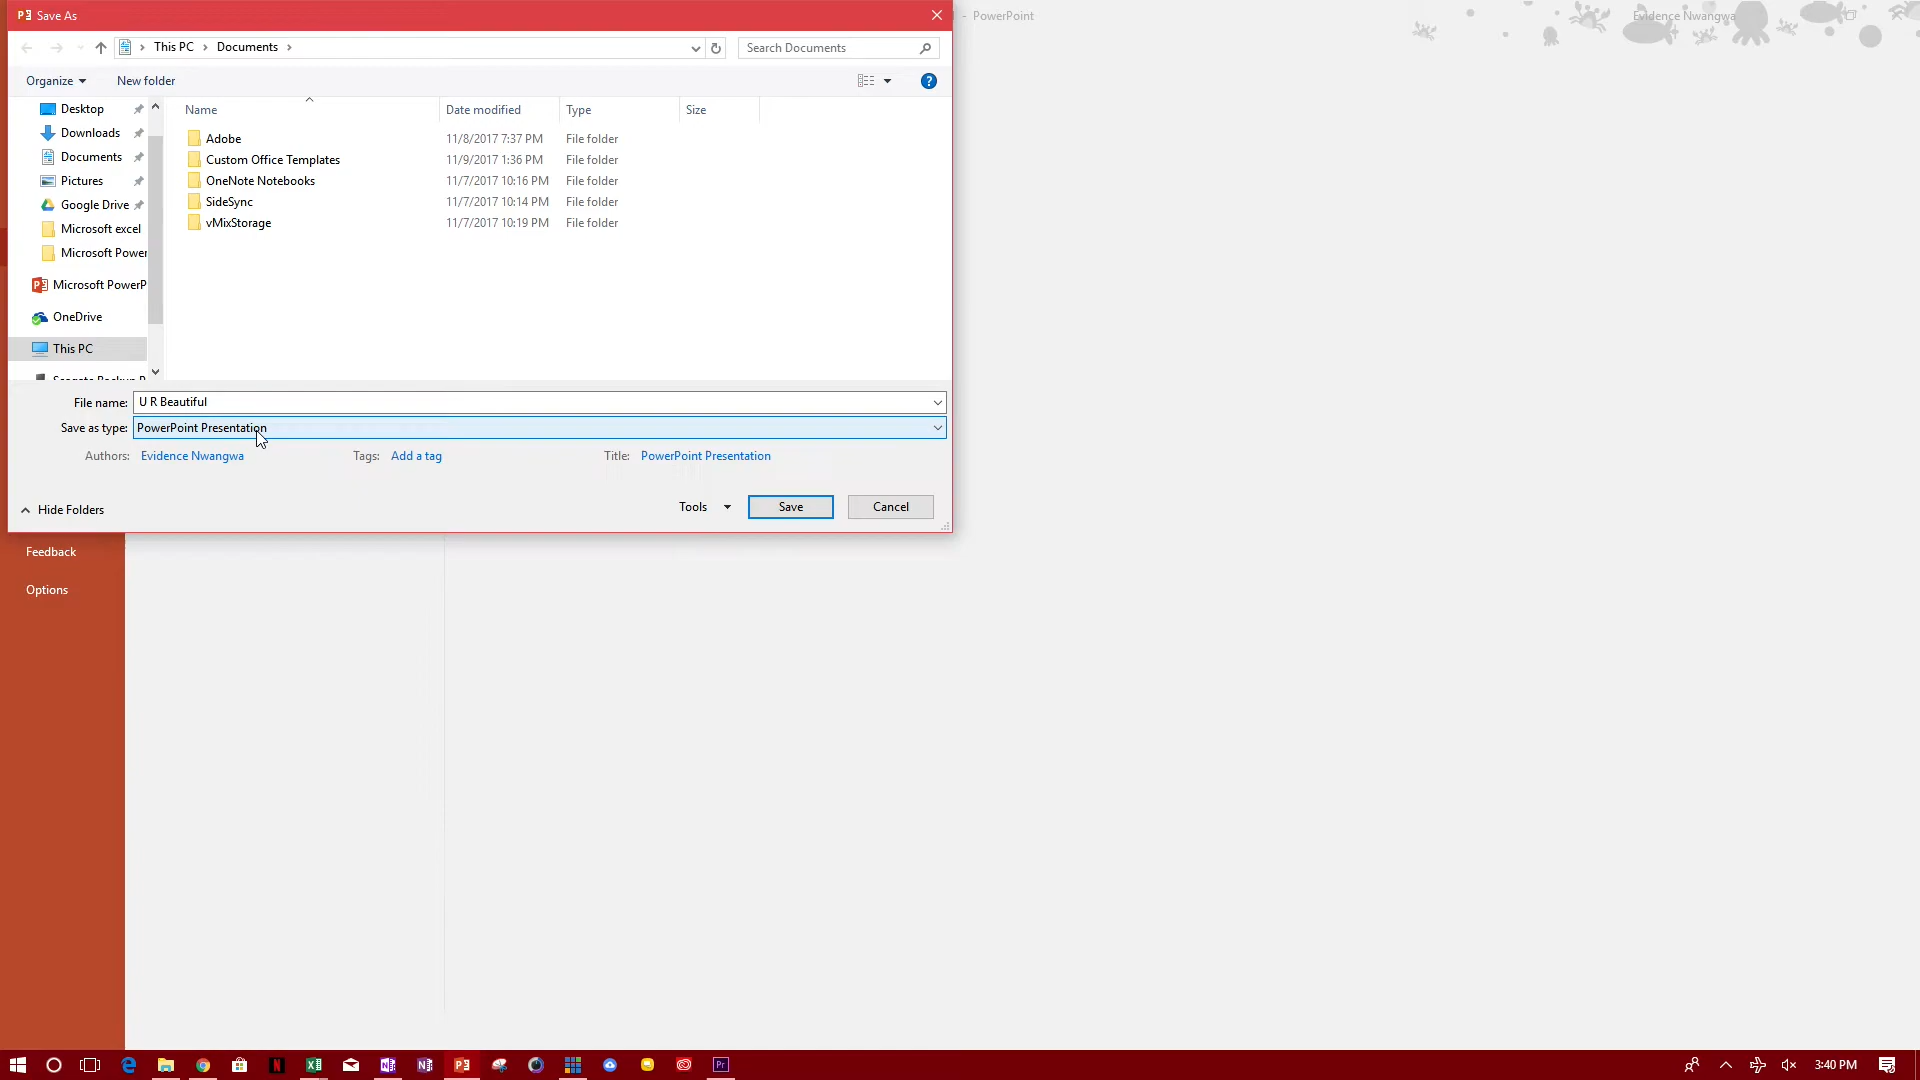 Save As
- PowerPoint
Evidence Nwangwa
This PC
Documents
Search Documents
Organize
New folder
Name
Date modified
Type
Size
Desktop
Downloads
Documents
Pictures
Google Drive
Microsoft excel
Microsoft Power
Microsoft PowerP
OneDrive
This PC
Adobe 11/8/2017 7:37 PM File folder
Custom Office Templates 11/9/2017 1:36 PM File folder
OneNote Notebooks 11/7/2017 10:16 PM File folder
SideSync 11/7/2017 10:14 PM File folder
vMixStorage 11/7/2017 10:19 PM File folder
File name: U R Beautiful
Save as type: PowerPoint Presentation
Authors: Evidence Nwangwa
Tags: Add a tag
Title: PowerPoint Presentation
Hide Folders
Tools
Save
Cancel
Feedback
Options
3:40 PM